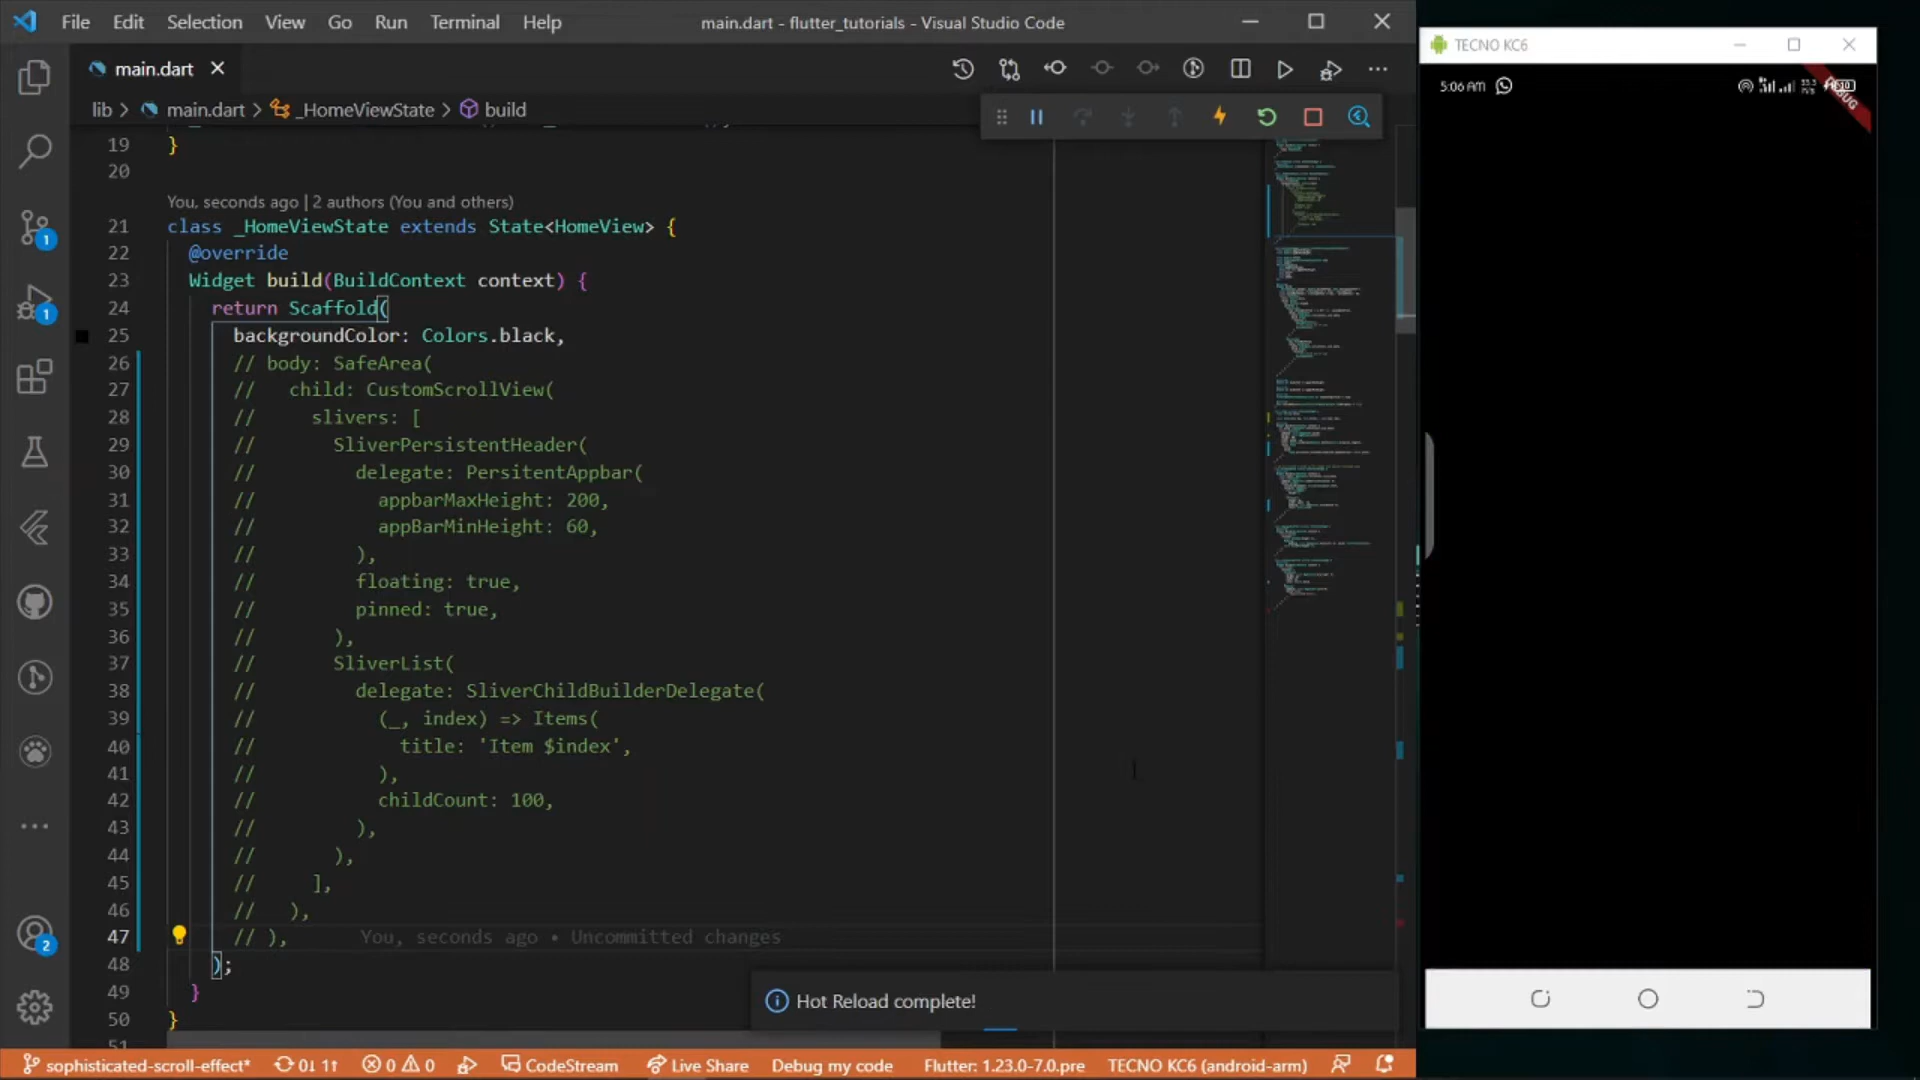 File Edit Selection View Go Run Terminal Help main.dart - flutter_tutorials - Visual Studio Code
TECNO KC6
main.dart
5:06 AM
DEBUG
lib > main.dart > _HomeViewState > build
19 }
20
You, seconds ago | 2 authors (You and others)
21 class _HomeViewState extends State<HomeView> {
22 @override
23 Widget build(BuildContext context) {
24 return Scaffold(
25 backgroundColor: Colors.black,
26 // body: SafeArea(
27 // child: CustomScrollView(
28 // slivers: [
29 // SliverPersistentHeader(
30 // delegate: PersitentAppbar(
31 // appbarMaxHeight: 200,
32 // appBarMinHeight: 60,
33 // ),
34 // floating: true,
35 // pinned: true,
36 // ),
37 // SliverList(
38 // delegate: SliverChildBuilderDelegate(
39 // (_, index) => Items(
40 // title: 'Item $index',
41 // ),
42 // childCount: 100,
43 // ),
44 // ),
45 // ],
46 // ),
47 // ), You, seconds ago • Uncommitted changes
48 );
49 }
50 }
51
1
1
2
Hot Reload complete!
sophisticated-scroll-effect* 0↓ 1↑ 0 0 CodeStream Live Share Debug my code Flutter: 1.23.0-7.0.pre TECNO KC6 (android-arm)